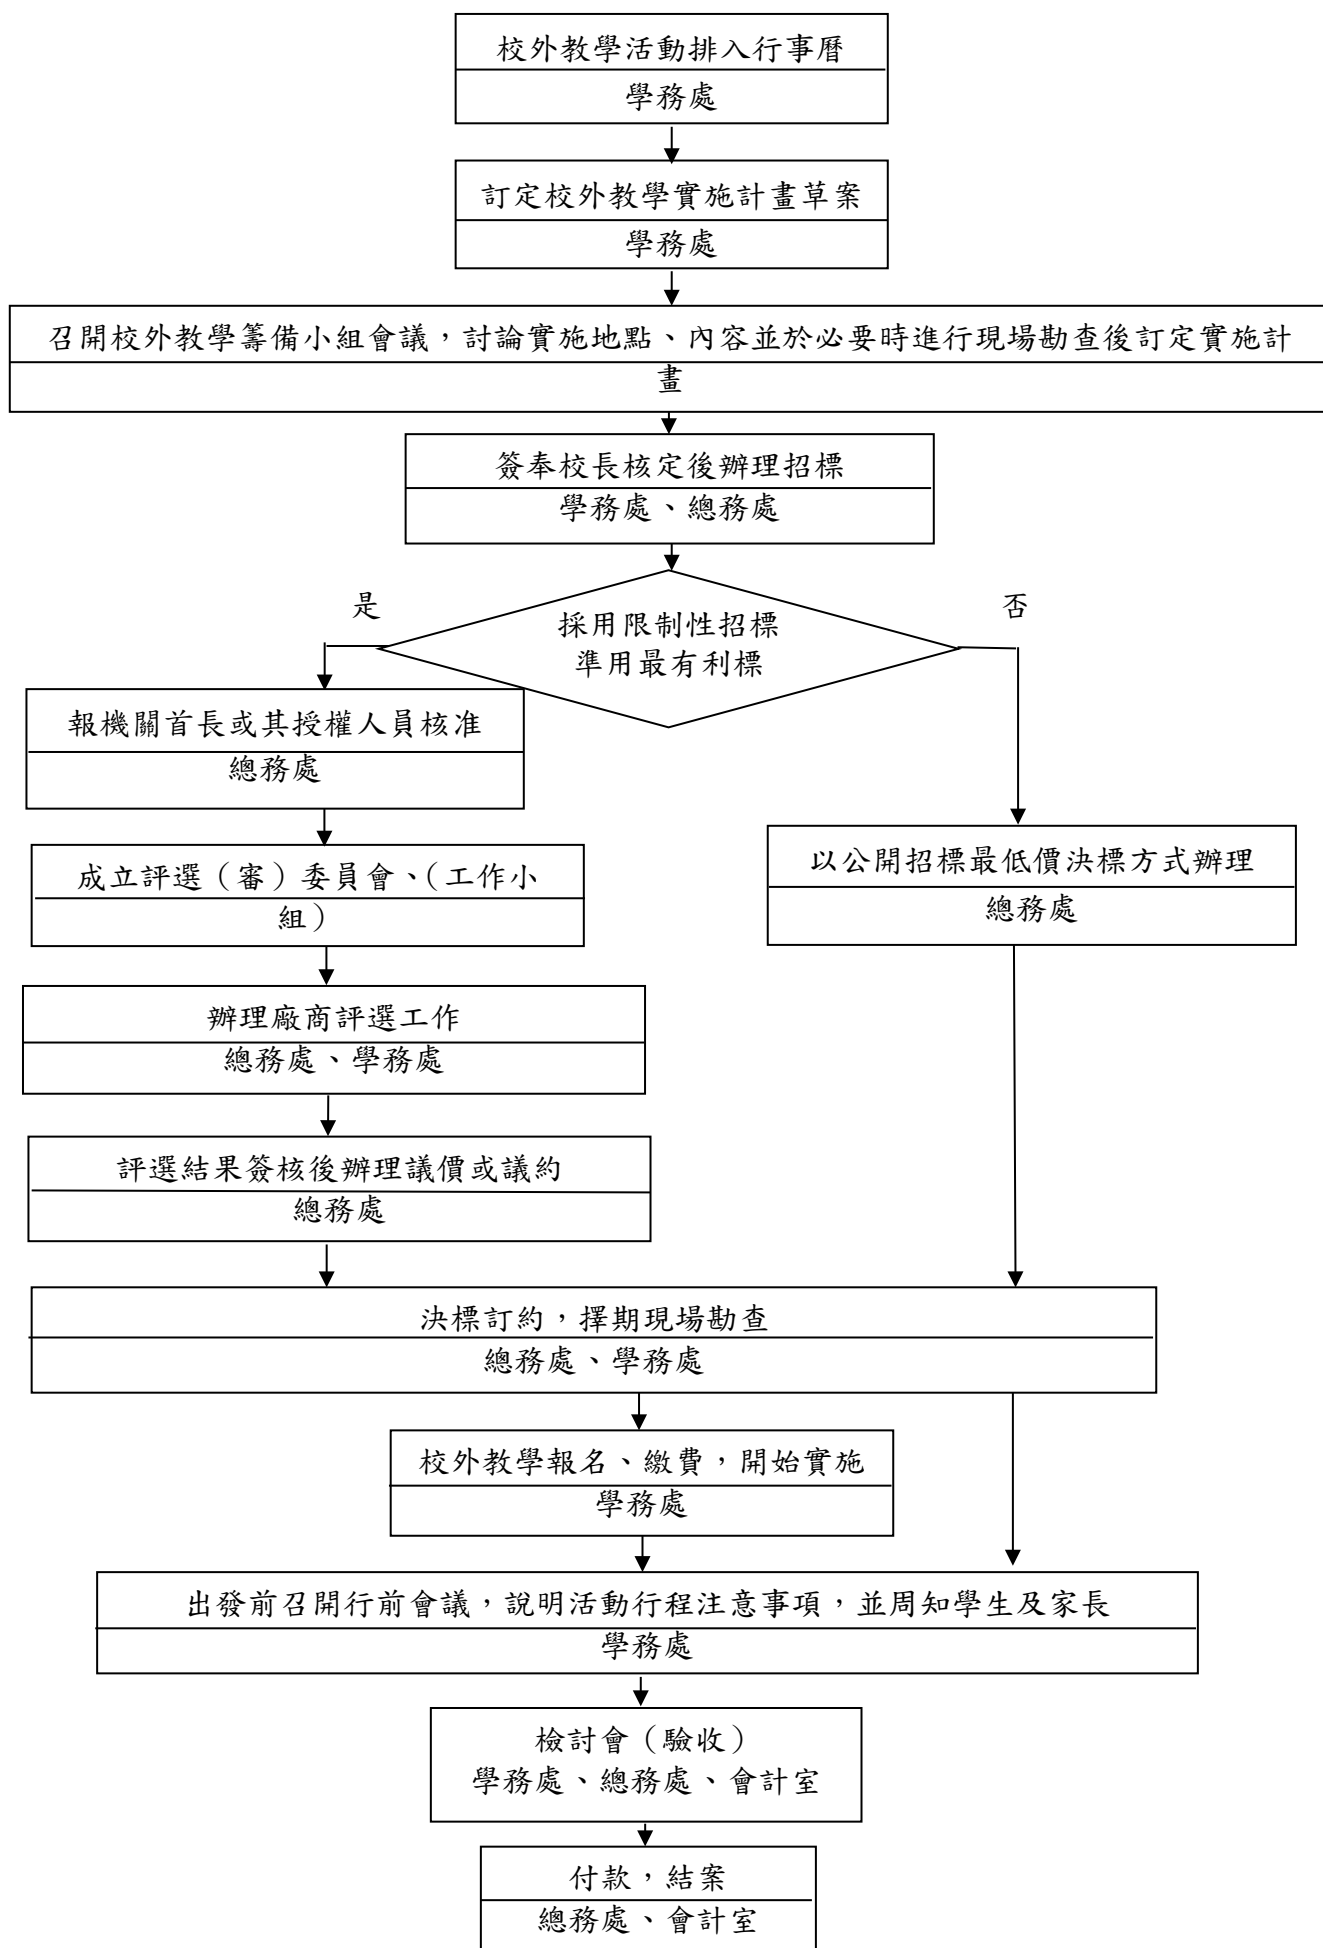 校外教學活動排入行事曆
學務處
訂定校外教學實施計畫草案
學務處
召開校外教學籌備小組會議，討論實施地點、內容並於必要時進行現場勘查後訂定實施計
畫
簽奉校長核定後辦理招標
學務處、總務處
是
否
採用限制性招標
準用最有利標
報機關首長或其授權人員核准
總務處
成立評選（審）委員會、（工作小
組）
以公開招標最低價決標方式辦理
總務處
辦理廠商評選工作
總務處、學務處
評選結果簽核後辦理議價或議約
總務處
決標訂約，擇期現場勘查
總務處、學務處
校外教學報名、繳費，開始實施
學務處
出發前召開行前會議，說明活動行程注意事項，並周知學生及家長
學務處
檢討會（驗收）
學務處、總務處、會計室
付款，結案
總務處、會計室